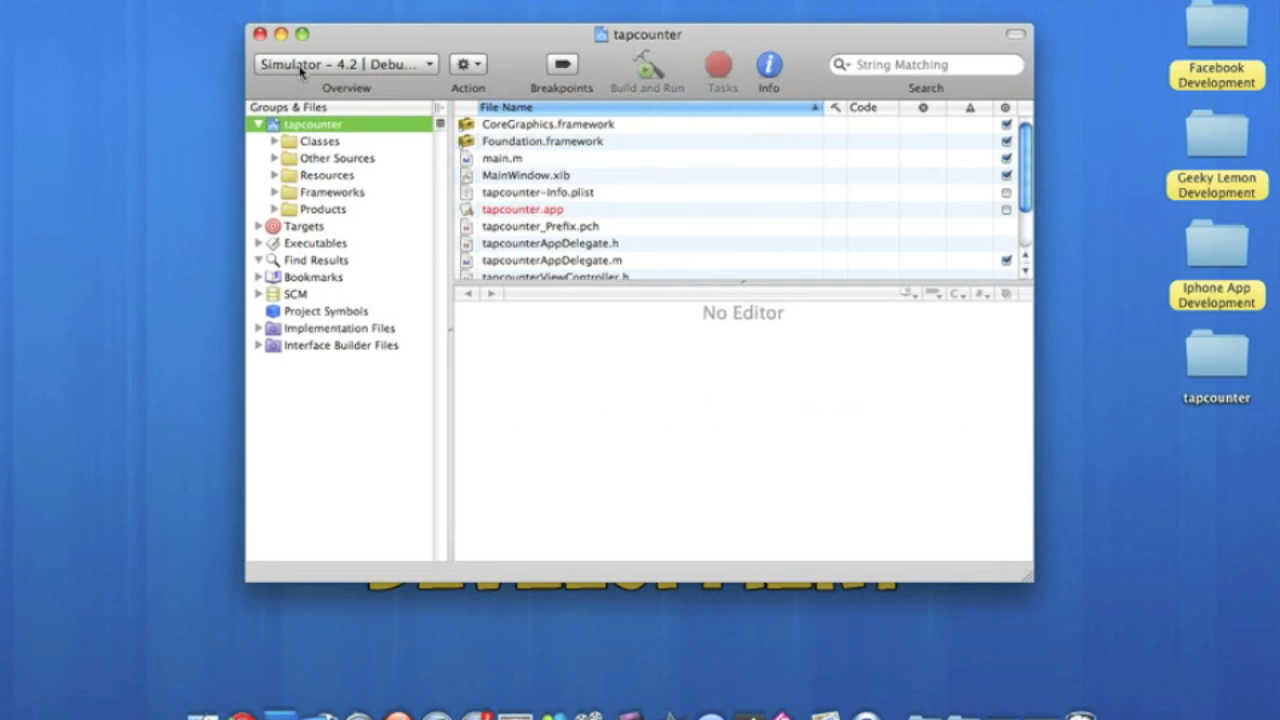 tapcounter
Simulator - 4.2 | Debu...
String Matching
Overview
Action
Breakpoints
Build and Run
Tasks
Info
Search
Groups & Files
File Name
Code
tapcounter
Classes
Other Sources
Resources
Frameworks
Products
Targets
Executables
Find Results
Bookmarks
SCM
Project Symbols
Implementation Files
Interface Builder Files
CoreGraphics.framework
Foundation.framework
main.m
MainWindow.xib
tapcounter-Info.plist
tapcounter.app
tapcounter_Prefix.pch
tapcounterAppDelegate.h
tapcounterAppDelegate.m
tapcounterViewController.h
C
#
No Editor
DEVELOPMENT
Facebook
Development
Geeky Lemon
Development
Iphone App
Development
tapcounter